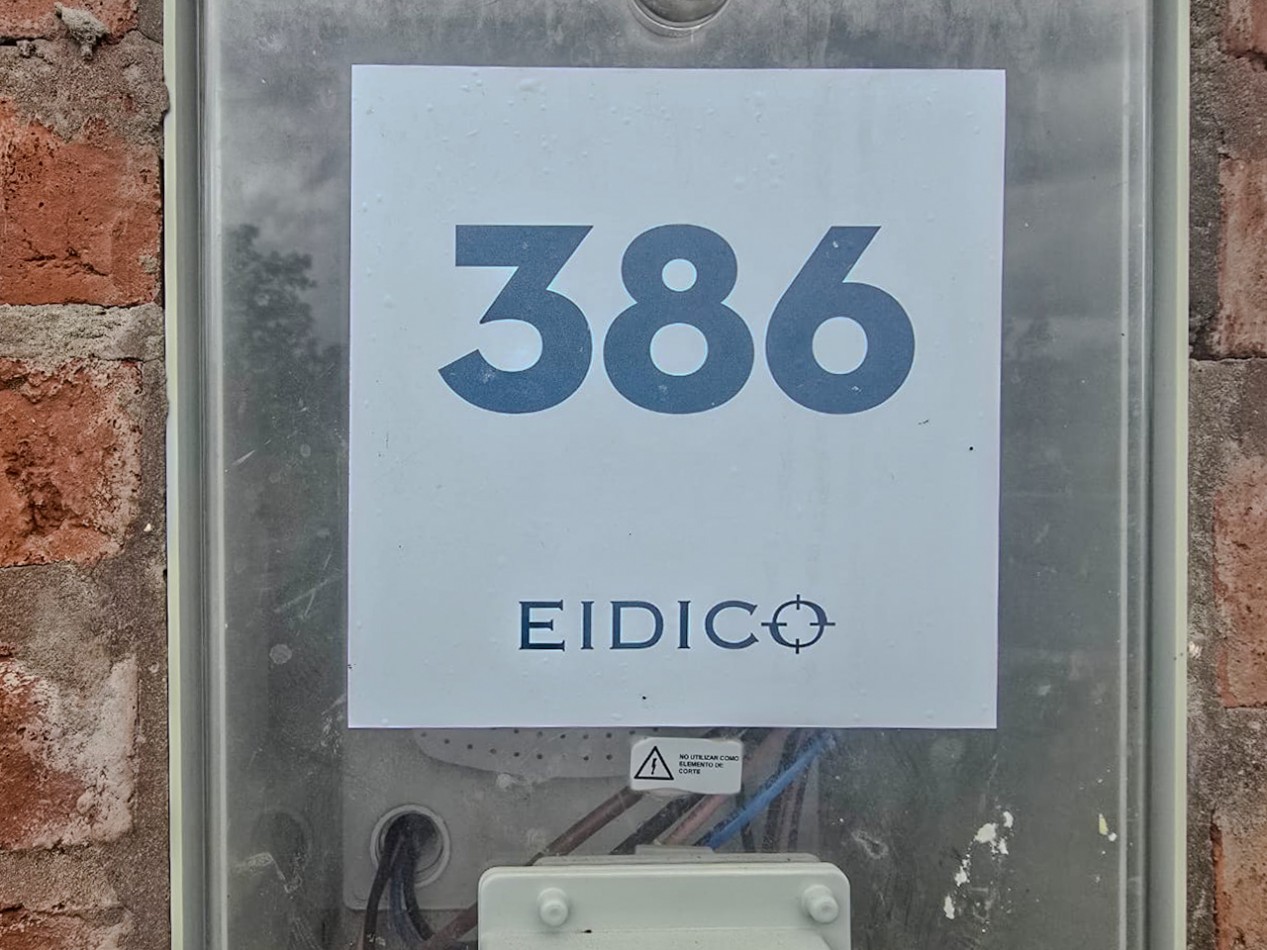 386
EIDICO
NO UTILIZAR COMO
ELEMENTO DE
CORTE